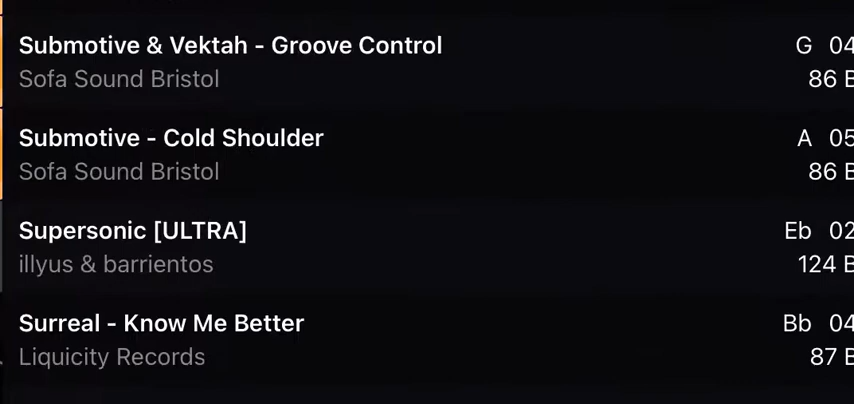 Submotive & Vektah - Groove Control G 04
Sofa Sound Bristol 86 B
Submotive - Cold Shoulder A 05
Sofa Sound Bristol 86 B
Supersonic [ULTRA] Eb 02
illyus & barrientos 124 B
Surreal - Know Me Better Bb 04
Liquicity Records 87 B